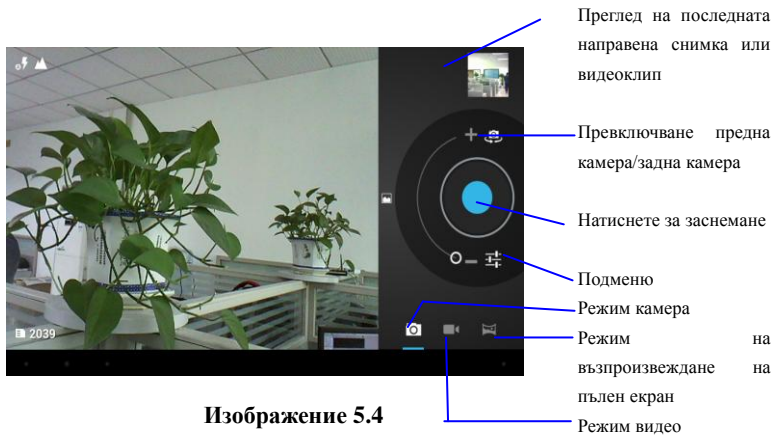 Преглед на последната
направена снимка или
видеоклип
Превключване предна
камера/задна камера
Натиснете за заснемане
Подменю
Режим камера
Режим на
възпроизвеждане на
пълен екран
Режим видео
2039
Изображение 5.4